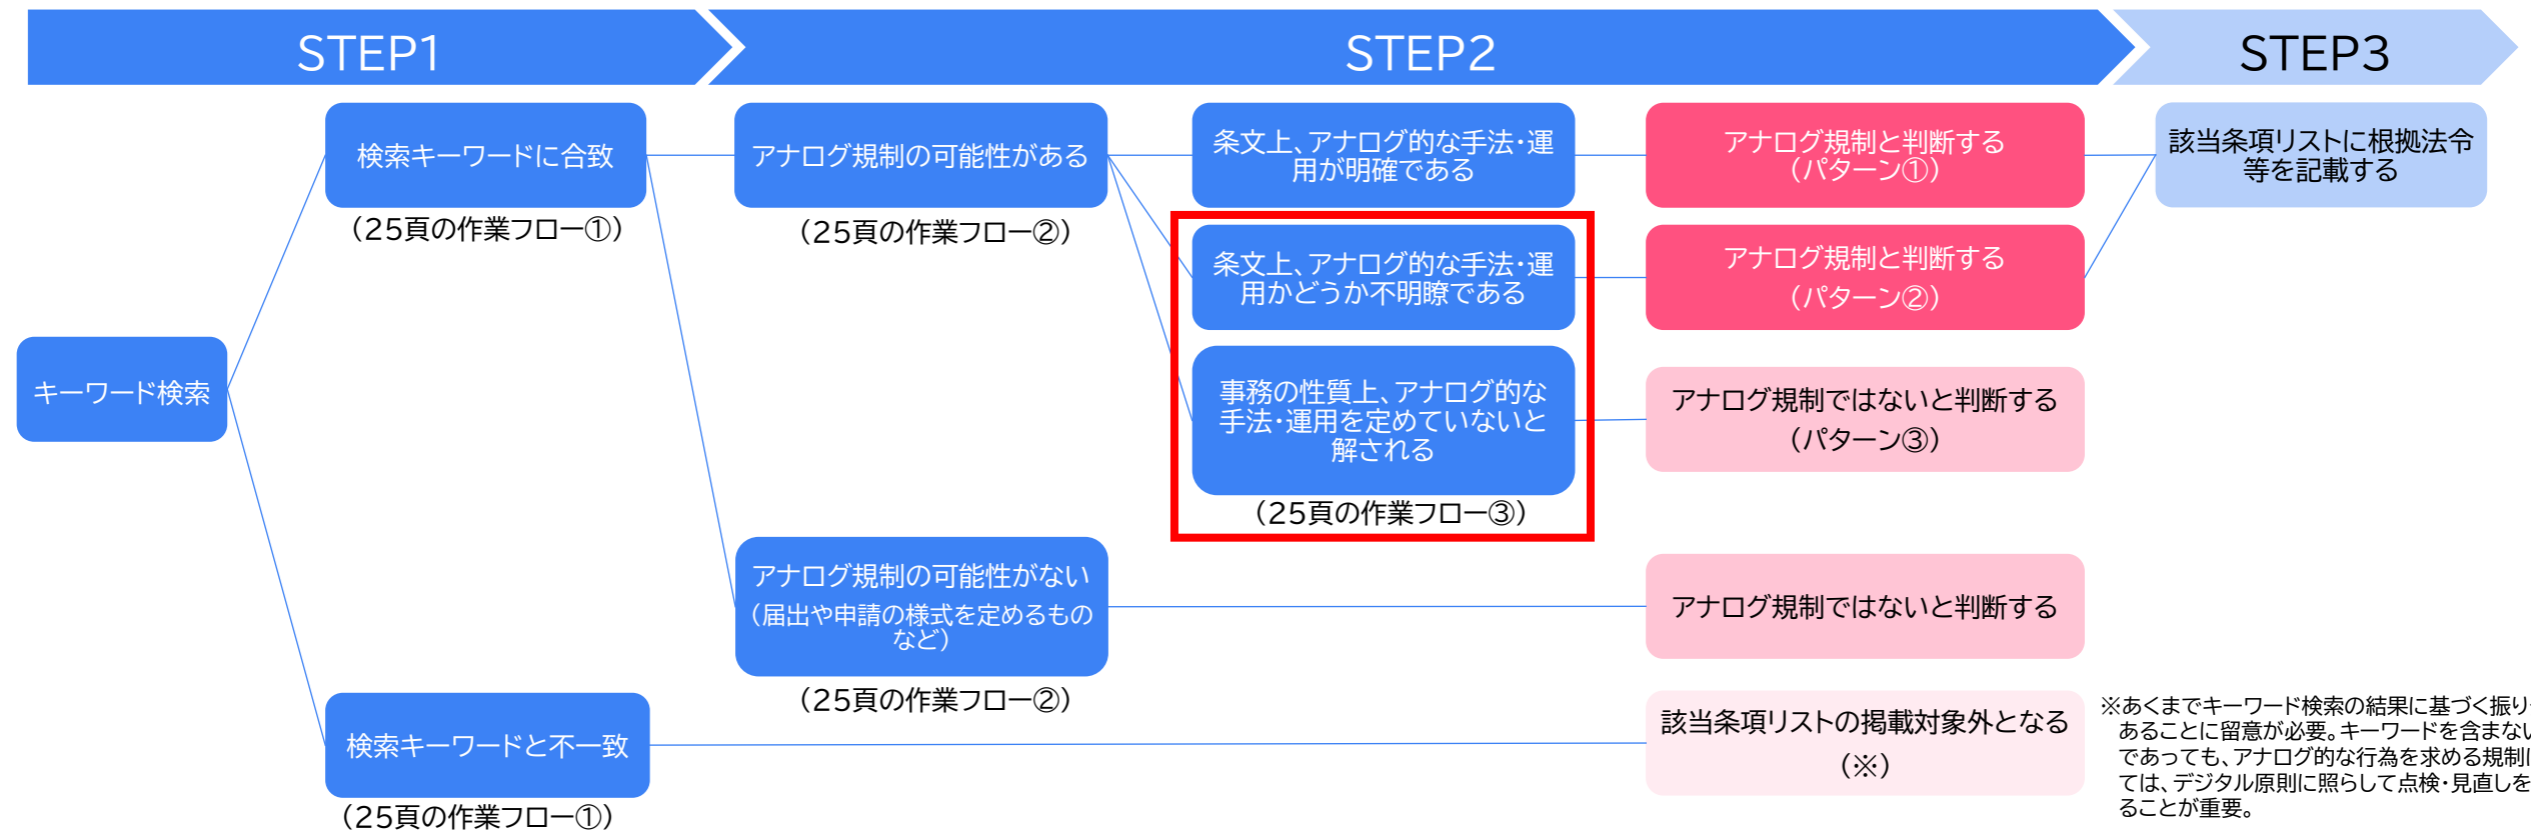 STEP1
STEP2
STEP3
キーワード検索
検索キーワードに合致
（25頁の作業フロー①）
検索キーワードと不一致
（25頁の作業フロー①）
アナログ規制の可能性がある
（25頁の作業フロー②）
アナログ規制の可能性がない
（届出や申請の様式を定めるもの
など）
（25頁の作業フロー②）
条文上、アナログ的な手法・運
用が明確である
条文上、アナログ的な手法・運
用かどうか不明瞭である
事務の性質上、アナログ的な
手法・運用を定めていないと
解される
（25頁の作業フロー③）
アナログ規制と判断する
（パターン①）
アナログ規制と判断する
（パターン②）
アナログ規制ではないと判断する
（パターン③）
アナログ規制ではないと判断する
該当条項リストの掲載対象外となる
（※）
該当条項リストに根拠法令
等を記載する
※あくまでキーワード検索の結果に基づく振り
あることに留意が必要。キーワードを含まな
であっても、アナログ的な行為を求める規制
ては、デジタル原則に照らして点検・見直しを
ることが重要。